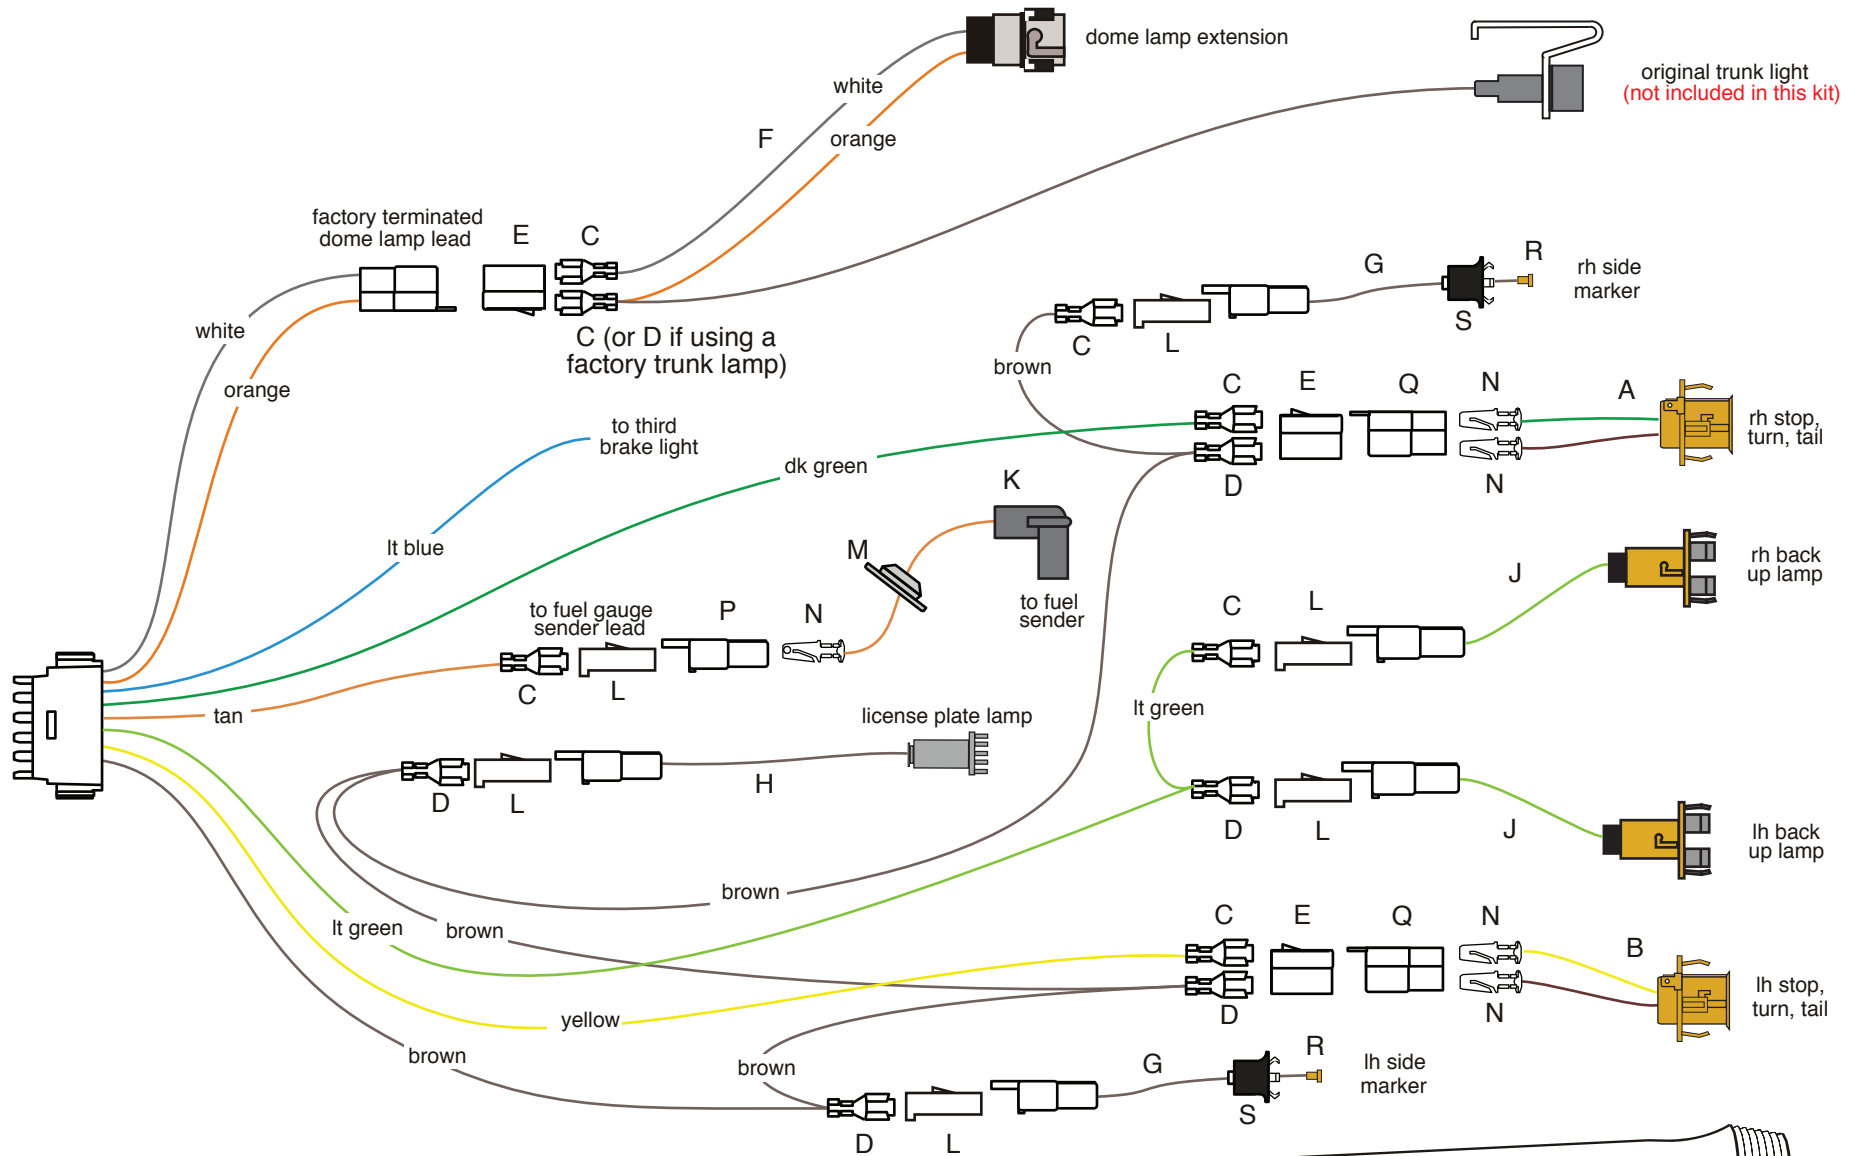 dome lamp extension
white
original trunk light
(not included in this kit)
F
orange
factory terminated
dome lamp lead
E
C
white
orange
C (or D if using a
factory trunk lamp)
G
R
rh side
marker
S
C
L
brown
C
E
Q
N
A
rh stop,
turn, tail
D
N
to third
brake light
dk green
lt blue
K
M
to fuel
sender
to fuel gauge
sender lead
P
N
C
L
tan
J
rh back
up lamp
C
L
lt green
license plate lamp
D
L
H
D
L
J
lh back
up lamp
brown
lt green
brown
C
E
Q
N
B
lh stop,
turn, tail
D
N
yellow
brown
brown
G
R
lh side
marker
S
D
L